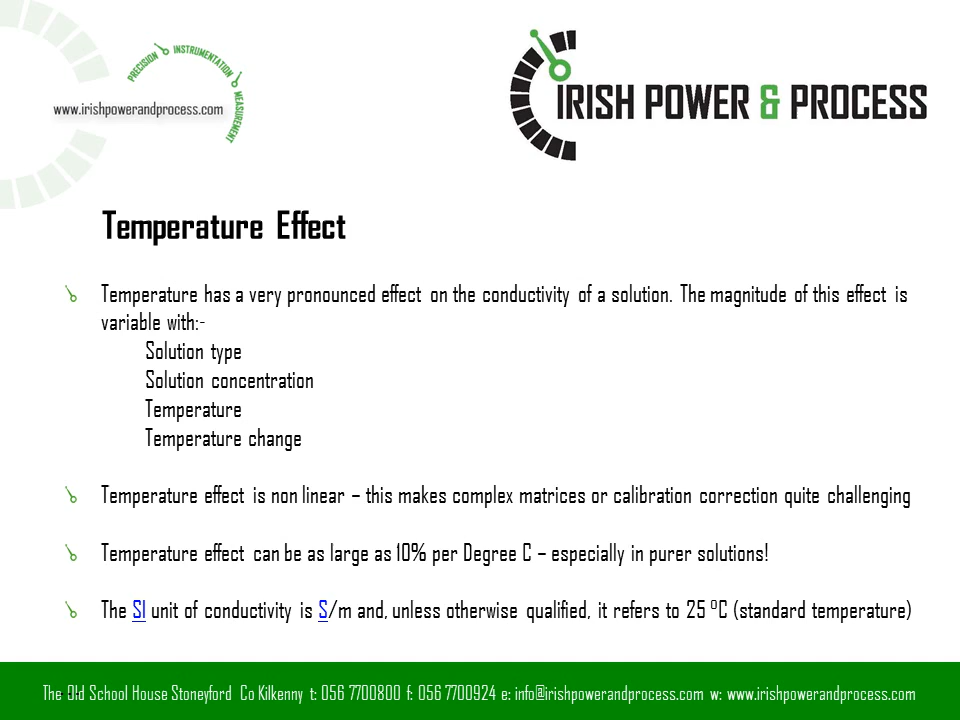 PRECISION INSTRUMENTATION MEASUREMENT
www.irishpowerandprocess.com
IRISH POWER & PROCESS
Temperature Effect
Temperature has a very pronounced effect on the conductivity of a solution. The magnitude of this effect is
variable with:-
Solution type
Solution concentration
Temperature
Temperature change
Temperature effect is non linear – this makes complex matrices or calibration correction quite challenging
Temperature effect can be as large as 10% per Degree C – especially in purer solutions!
The SI unit of conductivity is S/m and, unless otherwise qualified, it refers to 25 °C (standard temperature)
The Old School House Stoneyford Co Kilkenny t: 056 7700800 f: 056 7700924 e: info@irishpowerandprocess.com w: www.irishpowerandprocess.com